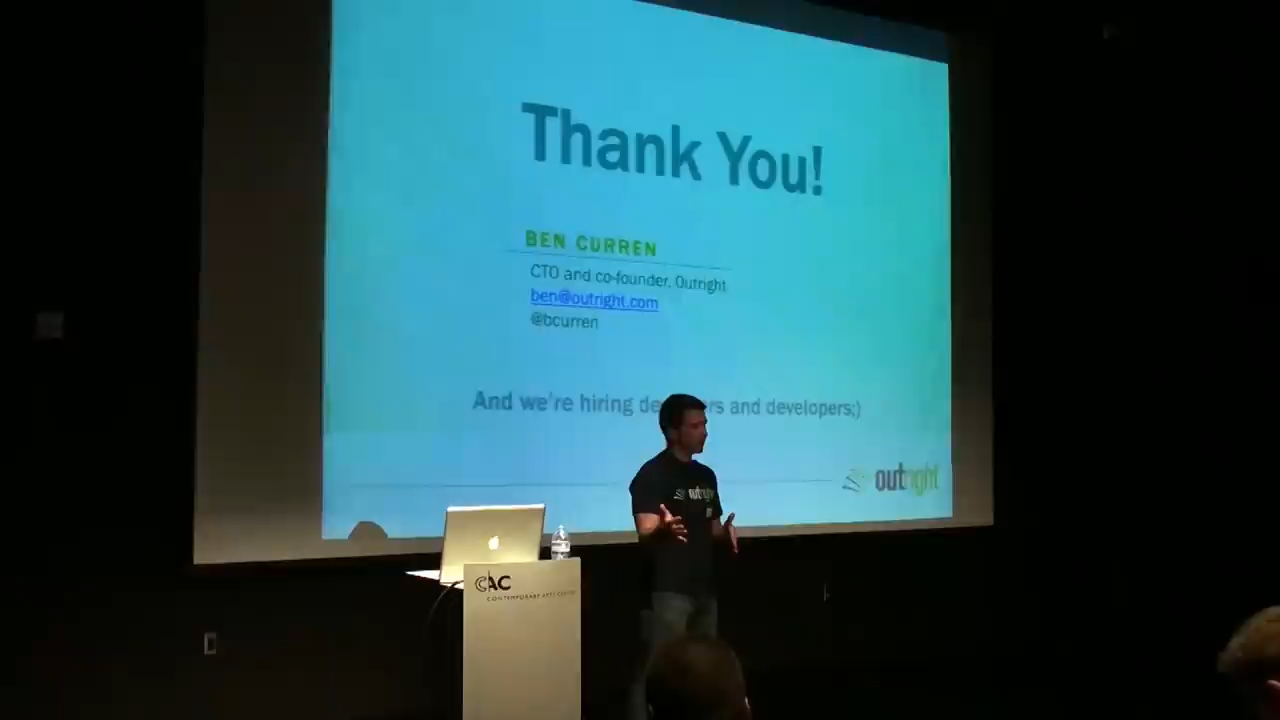 Thank You!
BEN CURREN
CTO and co-founder, Outright
ben@outright.com
@bcurren
And we're hiring de rs and developers;)
outright
outright
CAC
CONTEMPORARY ARTS CENTER